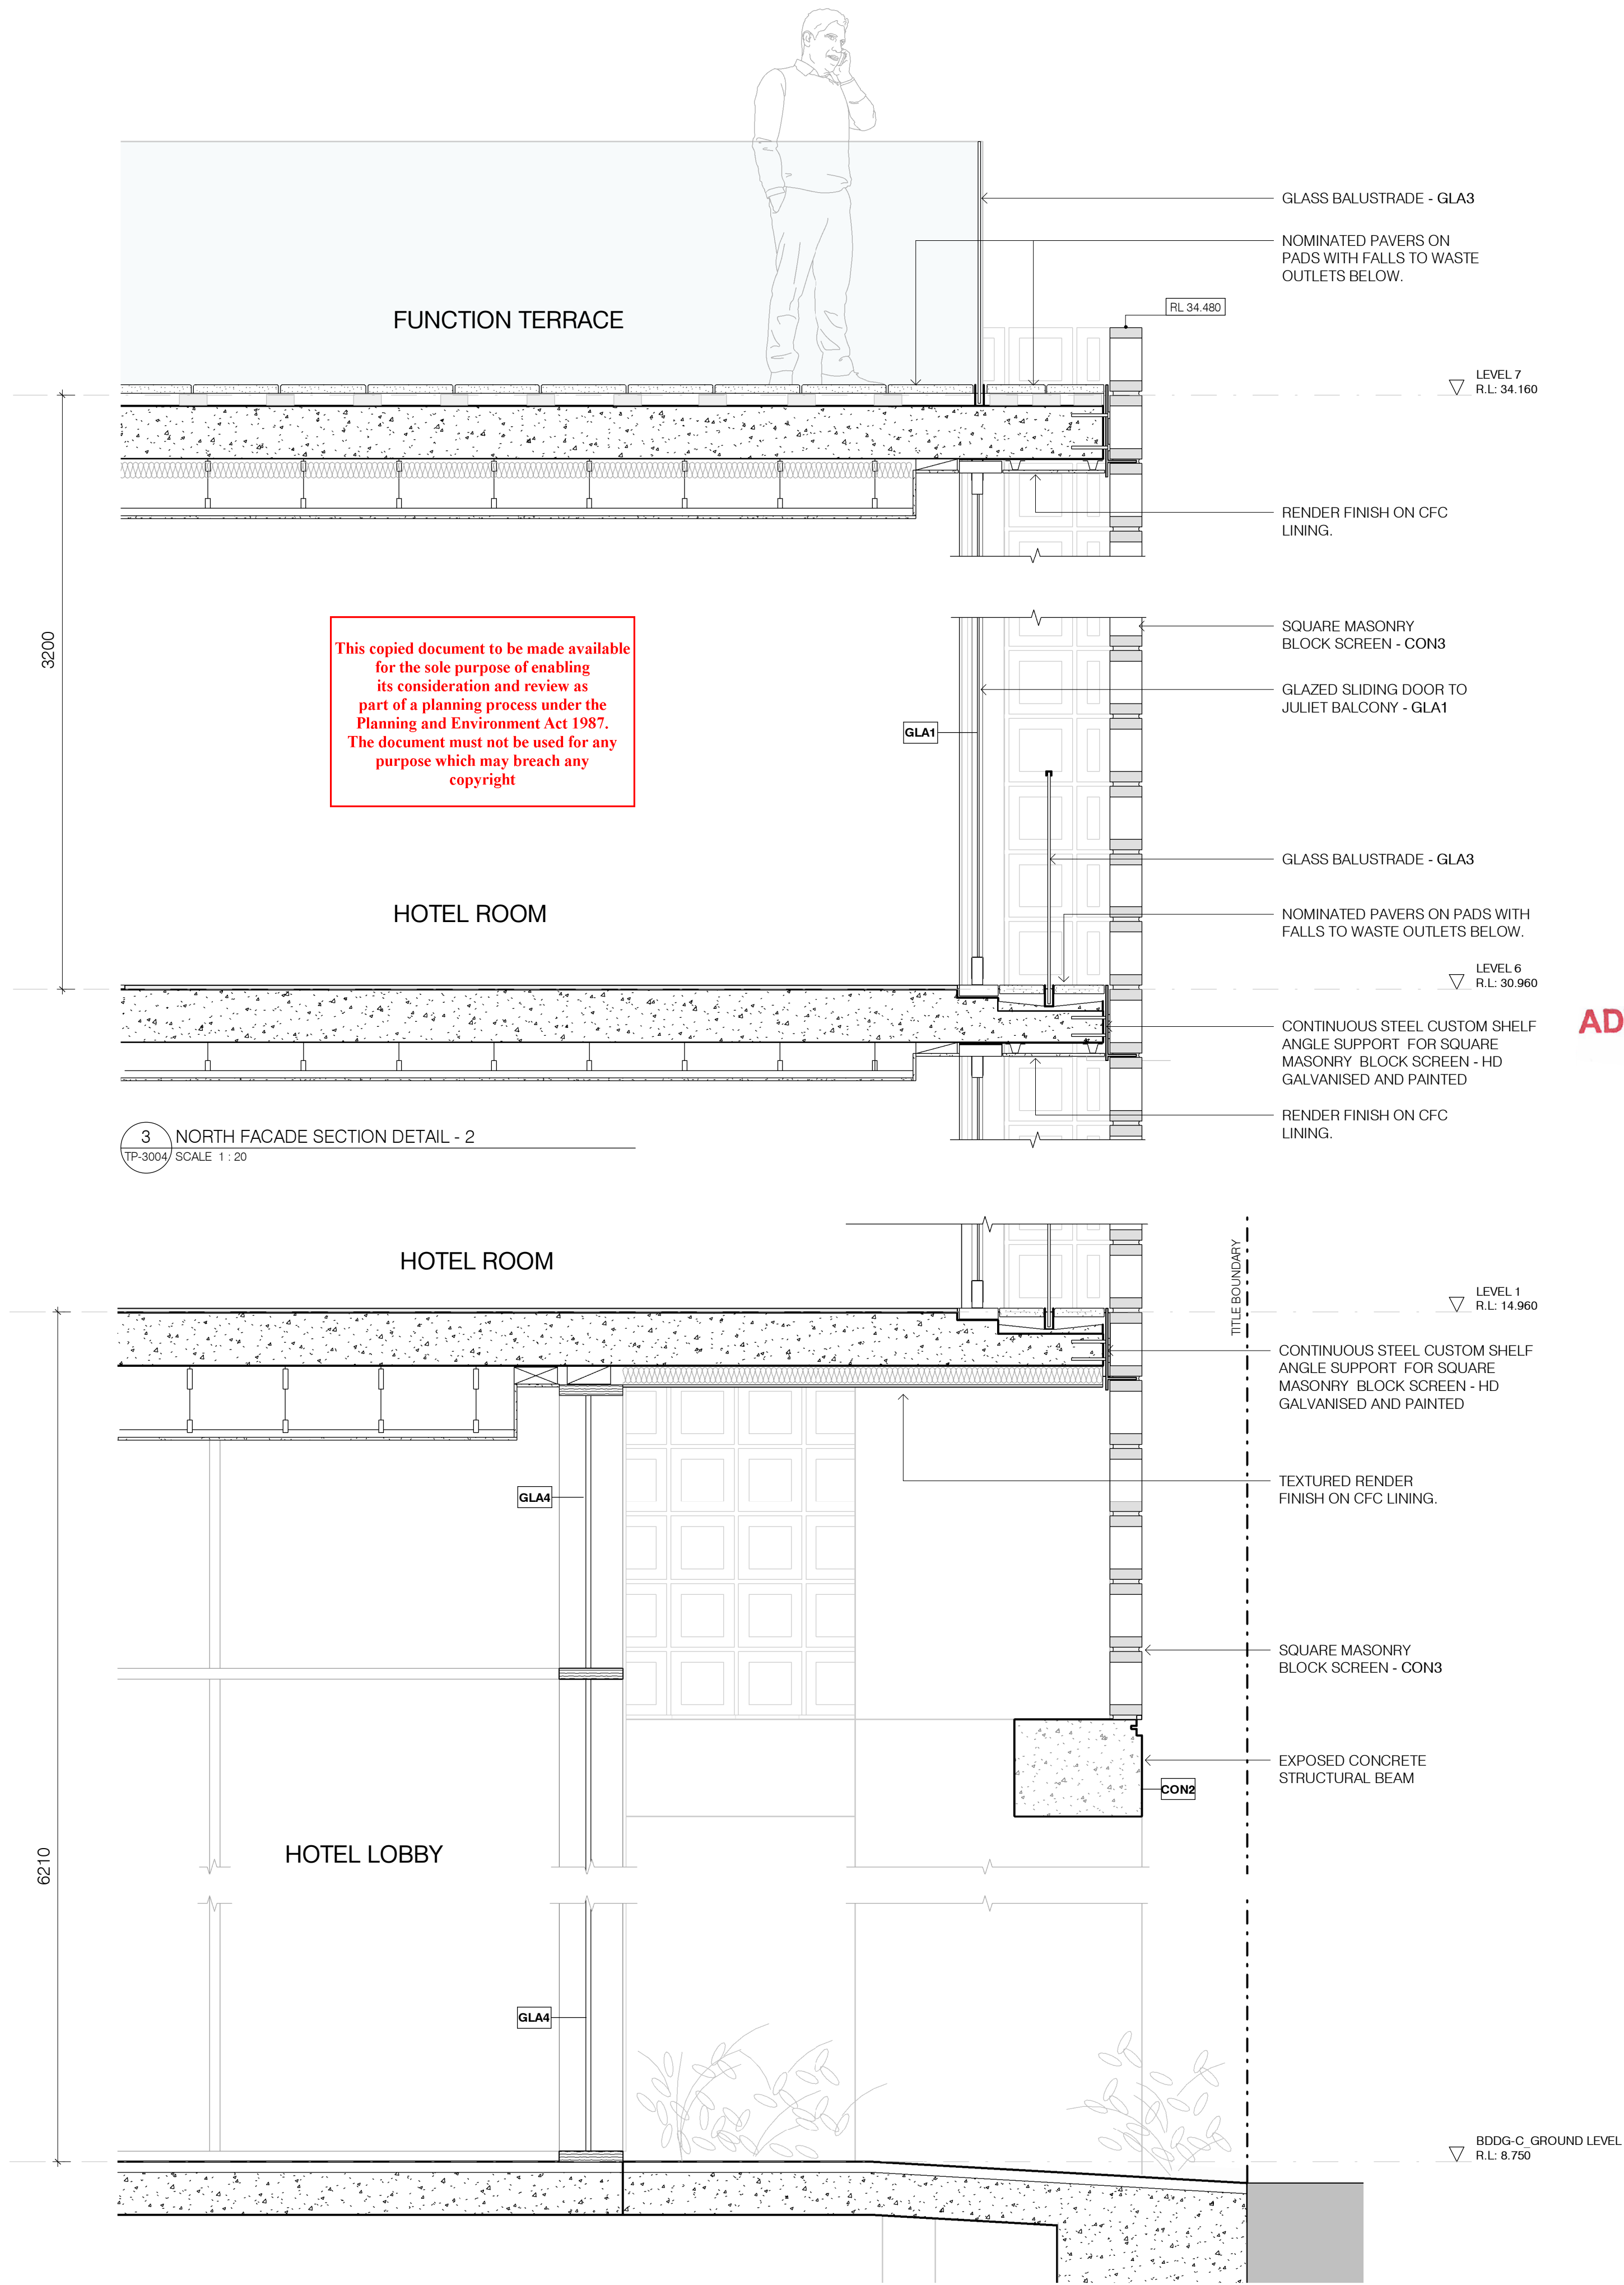 GLASS BALUSTRADE - GLA3
NOMINATED PAVERS ON
PADS WITH FALLS TO WASTE
OUTLETS BELOW.
RL 34.480
FUNCTION TERRACE
LEVEL 7
R.L: 34.160
RENDER FINISH ON CFC
LINING.
3200
This copied document to be made available
for the sole purpose of enabling
its consideration and review as
part of a planning process under the
Planning and Environment Act 1987.
The document must not be used for any
purpose which may breach any
copyright
SQUARE MASONRY
BLOCK SCREEN - CON3
GLAZED SLIDING DOOR TO
JULIET BALCONY - GLA1
GLA1
GLASS BALUSTRADE - GLA3
HOTEL ROOM
NOMINATED PAVERS ON PADS WITH
FALLS TO WASTE OUTLETS BELOW.
LEVEL 6
R.L: 30.960
CONTINUOUS STEEL CUSTOM SHELF
ANGLE SUPPORT FOR SQUARE
MASONRY BLOCK SCREEN - HD
GALVANISED AND PAINTED
AD
RENDER FINISH ON CFC
LINING.
3 NORTH FACADE SECTION DETAIL - 2
TP-3004 SCALE 1 : 20
HOTEL ROOM
TITLE BOUNDARY
LEVEL 1
R.L: 14.960
CONTINUOUS STEEL CUSTOM SHELF
ANGLE SUPPORT FOR SQUARE
MASONRY BLOCK SCREEN - HD
GALVANISED AND PAINTED
TEXTURED RENDER
FINISH ON CFC LINING.
GLA4
SQUARE MASONRY
BLOCK SCREEN - CON3
EXPOSED CONCRETE
STRUCTURAL BEAM
CON2
6210
HOTEL LOBBY
GLA4
BDDG-C_GROUND LEVEL
R.L: 8.750